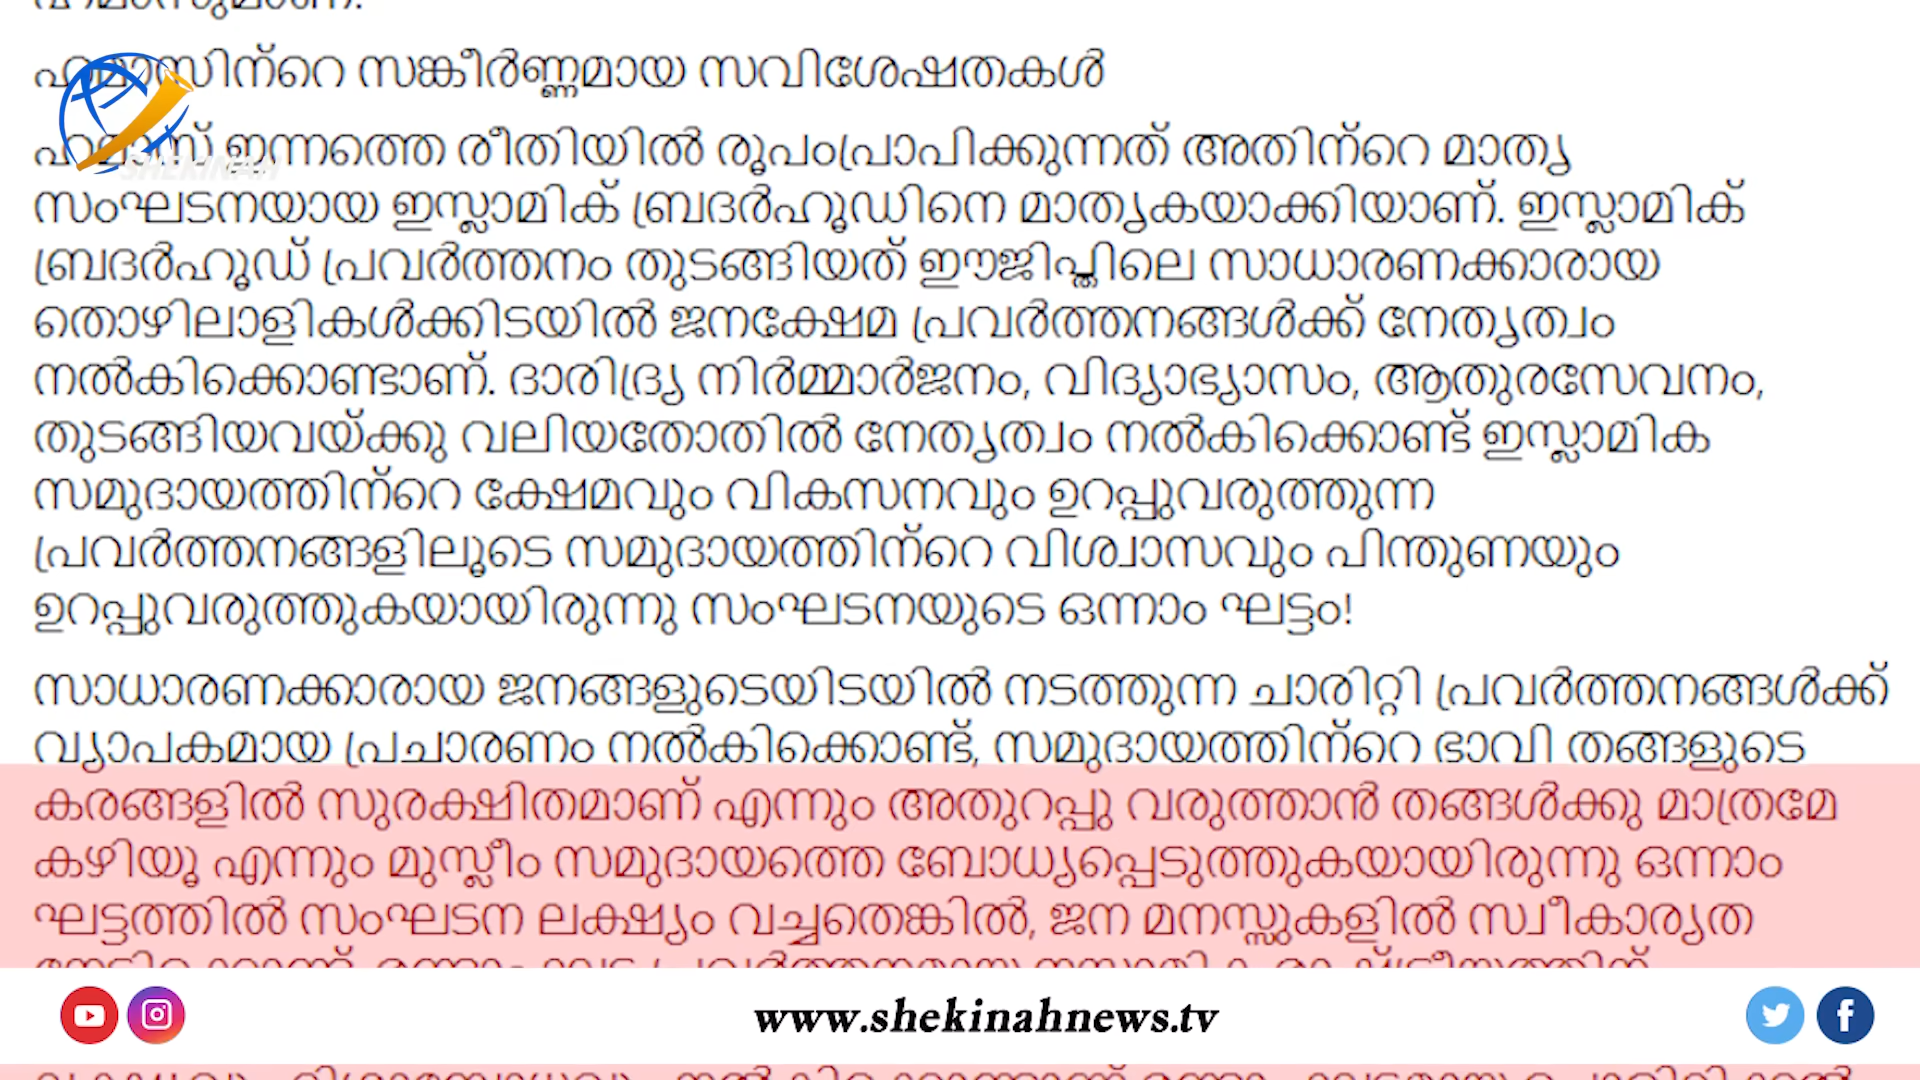 ഹമാസിന്റെ സങ്കീർണ്ണമായ സവിശേഷതകൾ
ഹമാസ് ഇന്നത്തെ രീതിയിൽ രൂപംപ്രാപിക്കുന്നത് അതിന്റെ മാതൃ
സംഘടനയായ ഇസ്ലാമിക് ബ്രദർഹൂഡിനെ മാതൃകയാക്കിയാണ്. ഇസ്ലാമിക്
ബ്രദർഹൂഡ് പ്രവർത്തനം തുടങ്ങിയത് ഈജിപ്തിലെ സാധാരണക്കാരായ
തൊഴിലാളികൾക്കിടയിൽ ജനക്ഷേമ പ്രവർത്തനങ്ങൾക്ക് നേതൃത്വം
നൽകിക്കൊണ്ടാണ്. ദാരിദ്ര്യ നിർമ്മാർജനം, വിദ്യാഭ്യാസം, ആതുരസേവനം,
തുടങ്ങിയവയ്ക്കു വലിയതോതിൽ നേതൃത്വം നൽകിക്കൊണ്ട് ഇസ്ലാമിക
സമുദായത്തിന്റെ ക്ഷേമവും വികസനവും ഉറപ്പുവരുത്തുന്ന
പ്രവർത്തനങ്ങളിലൂടെ സമുദായത്തിന്റെ വിശ്വാസവും പിന്തുണയും
ഉറപ്പുവരുത്തുകയായിരുന്നു സംഘടനയുടെ ഒന്നാം ഘട്ടം!
സാധാരണക്കാരായ ജനങ്ങളുടെയിടയിൽ നടത്തുന്ന ചാരിറ്റി പ്രവർത്തനങ്ങൾക്ക്
വ്യാപകമായ പ്രചാരണം നൽകിക്കൊണ്ട്, സമുദായത്തിന്റെ ഭാവി തങ്ങളുടെ
കരങ്ങളിൽ സുരക്ഷിതമാണ് എന്നും അതുറപ്പു വരുത്താൻ തങ്ങൾക്കു മാത്രമേ
കഴിയൂ എന്നും മുസ്ലീം സമുദായത്തെ ബോധ്യപ്പെടുത്തുകയായിരുന്നു ഒന്നാം
ഘട്ടത്തിൽ സംഘടന ലക്ഷ്യം വച്ചതെങ്കിൽ, ജന മനസ്സുകളിൽ സ്വീകാര്യത
SHEKINAH
www.shekinahnews.tv